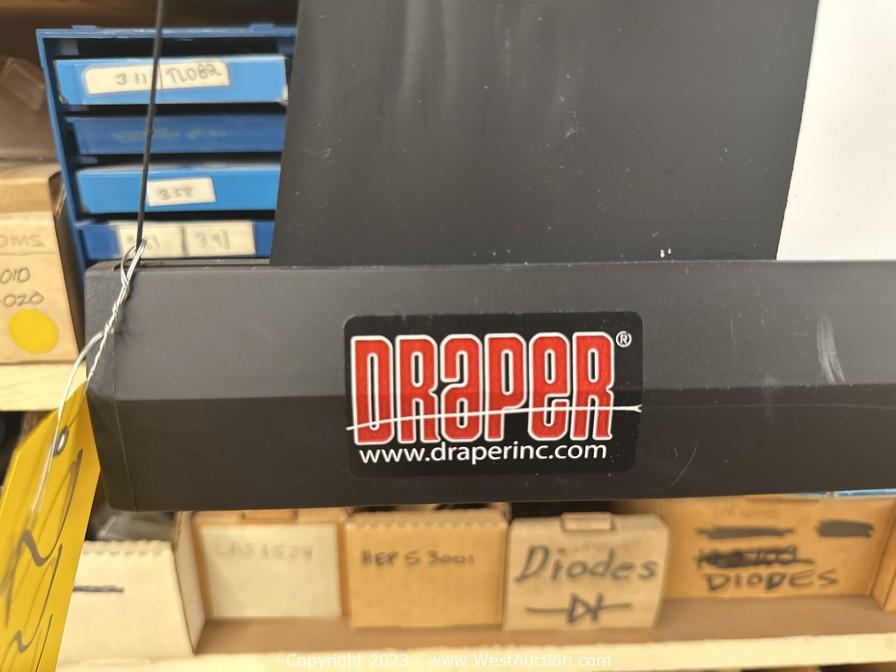 311 TL082
358
391
OMS
010
-020
DRAPER®
www.draperinc.com
HEP S3001
Diodes
DIODES
Copyright 2023 - www.WestAuction.com